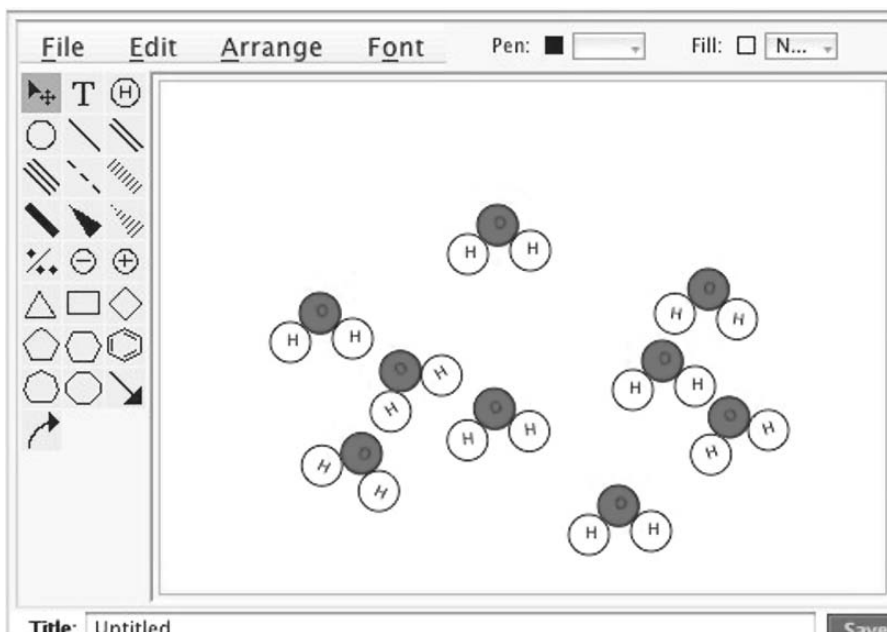 File Edit Arrange Font Pen: Fill: N...
T H
O
H H
O
H H
O
H H
O
H H
O H
H
O
H H
O
H H
O
H H
O
H H
O
H H
Title: Untitled Save